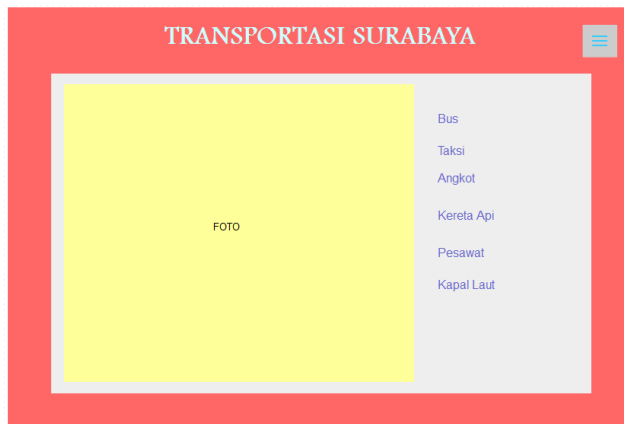 TRANSPORTASI SURABAYA
FOTO
Bus
Taksi
Angkot
Kereta Api
Pesawat
Kapal Laut